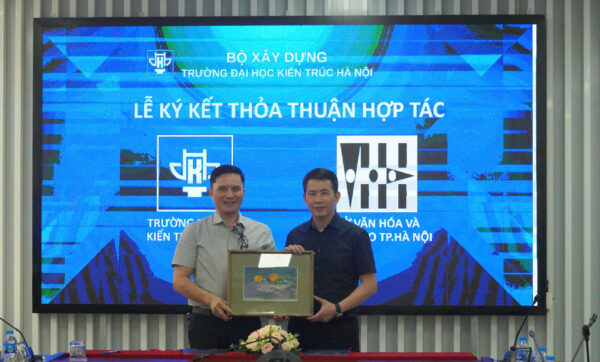 BỘ XÂY DỰNG
TRƯỜNG ĐẠI HỌC KIẾN TRÚC HÀ NỘI
LỄ KÝ KẾT THỎA THUẬN HỢP TÁC
TRƯỜNG
KIẾN
VĂN HÓA VÀ
TP.HÀ NỘI